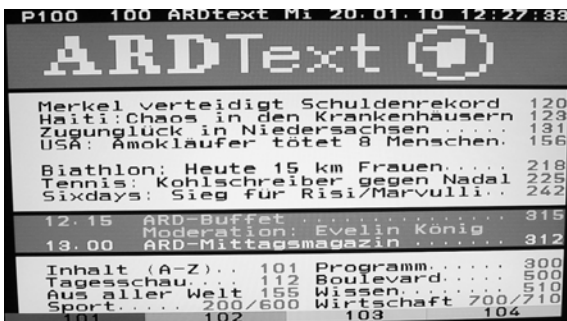 P100 100 ARDtext Mi 20.01.10 12:27:33
ARDText 1
Merkel verteidigt Schuldenrekord 120
Haiti:Chaos in den Krankenhäusern 123
Zugunglück in Niedersachsen ..... 131
USA: Amokläufer tötet 8 Menschen. 156
Biathlon: Heute 15 km Frauen..... 218
Tennis: Kohlschreiber gegen Nadal 225
Sixdays: Sieg für Risi/Marvulli.. 242
12.15 ARD-Buffet ............... 315
Moderation: Evelin König
13.00 ARD-Mittagsmagazin ....... 312
Inhalt (A-Z).. 101 Programm...... 300
Tagesschau.... 112 Boulevard..... 500
Aus aller Welt 155 Wissen........ 510
Sport..... 200/600 Wirtschaft 700/710
101 102 103 104